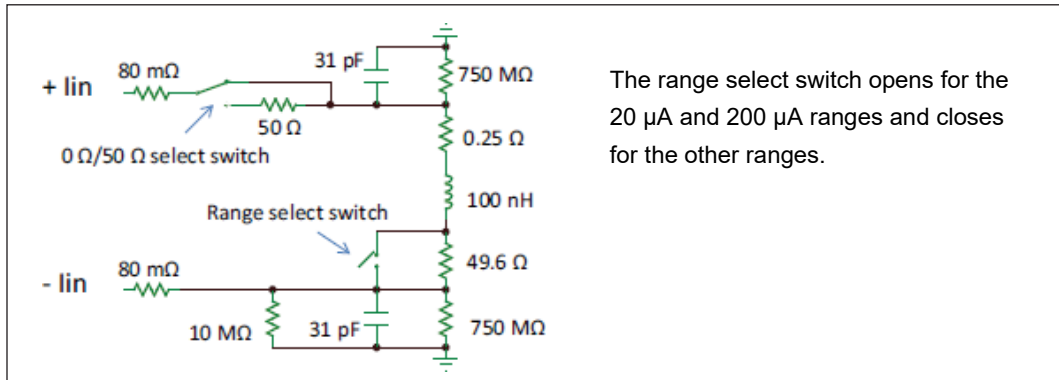 31 pF
750 MΩ
80 mΩ
+ Iin
50 Ω
0 Ω/50 Ω select switch
0.25 Ω
100 nH
Range select switch
49.6 Ω
80 mΩ
- Iin
10 MΩ
31 pF
750 MΩ
The range select switch opens for the
20 µA and 200 µA ranges and closes
for the other ranges.